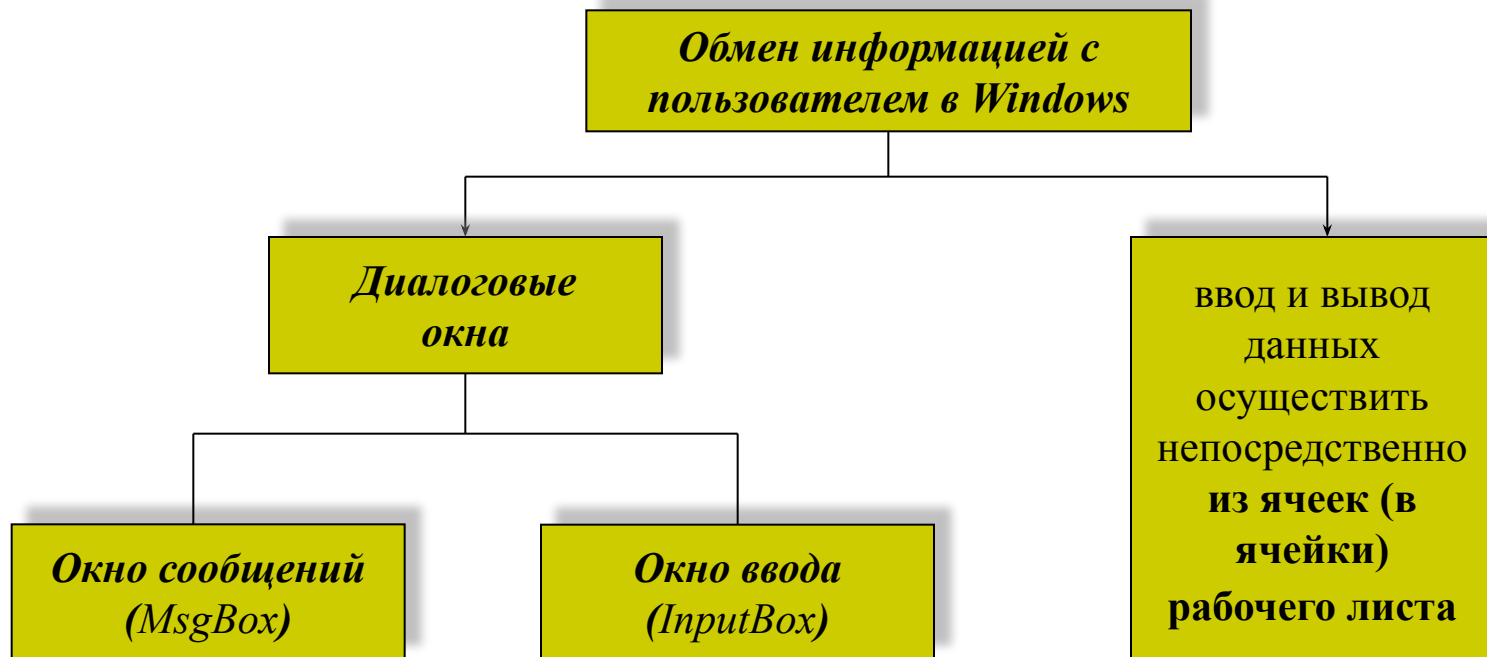 Обмен информацией с
пользователем в Windows
Диалоговые
окна
ввод и вывод
данных
осуществить
непосредственно
из ячеек (в
ячейки)
рабочего листа
Окно сообщений
(MsgBox)
Окно ввода
(InputBox)